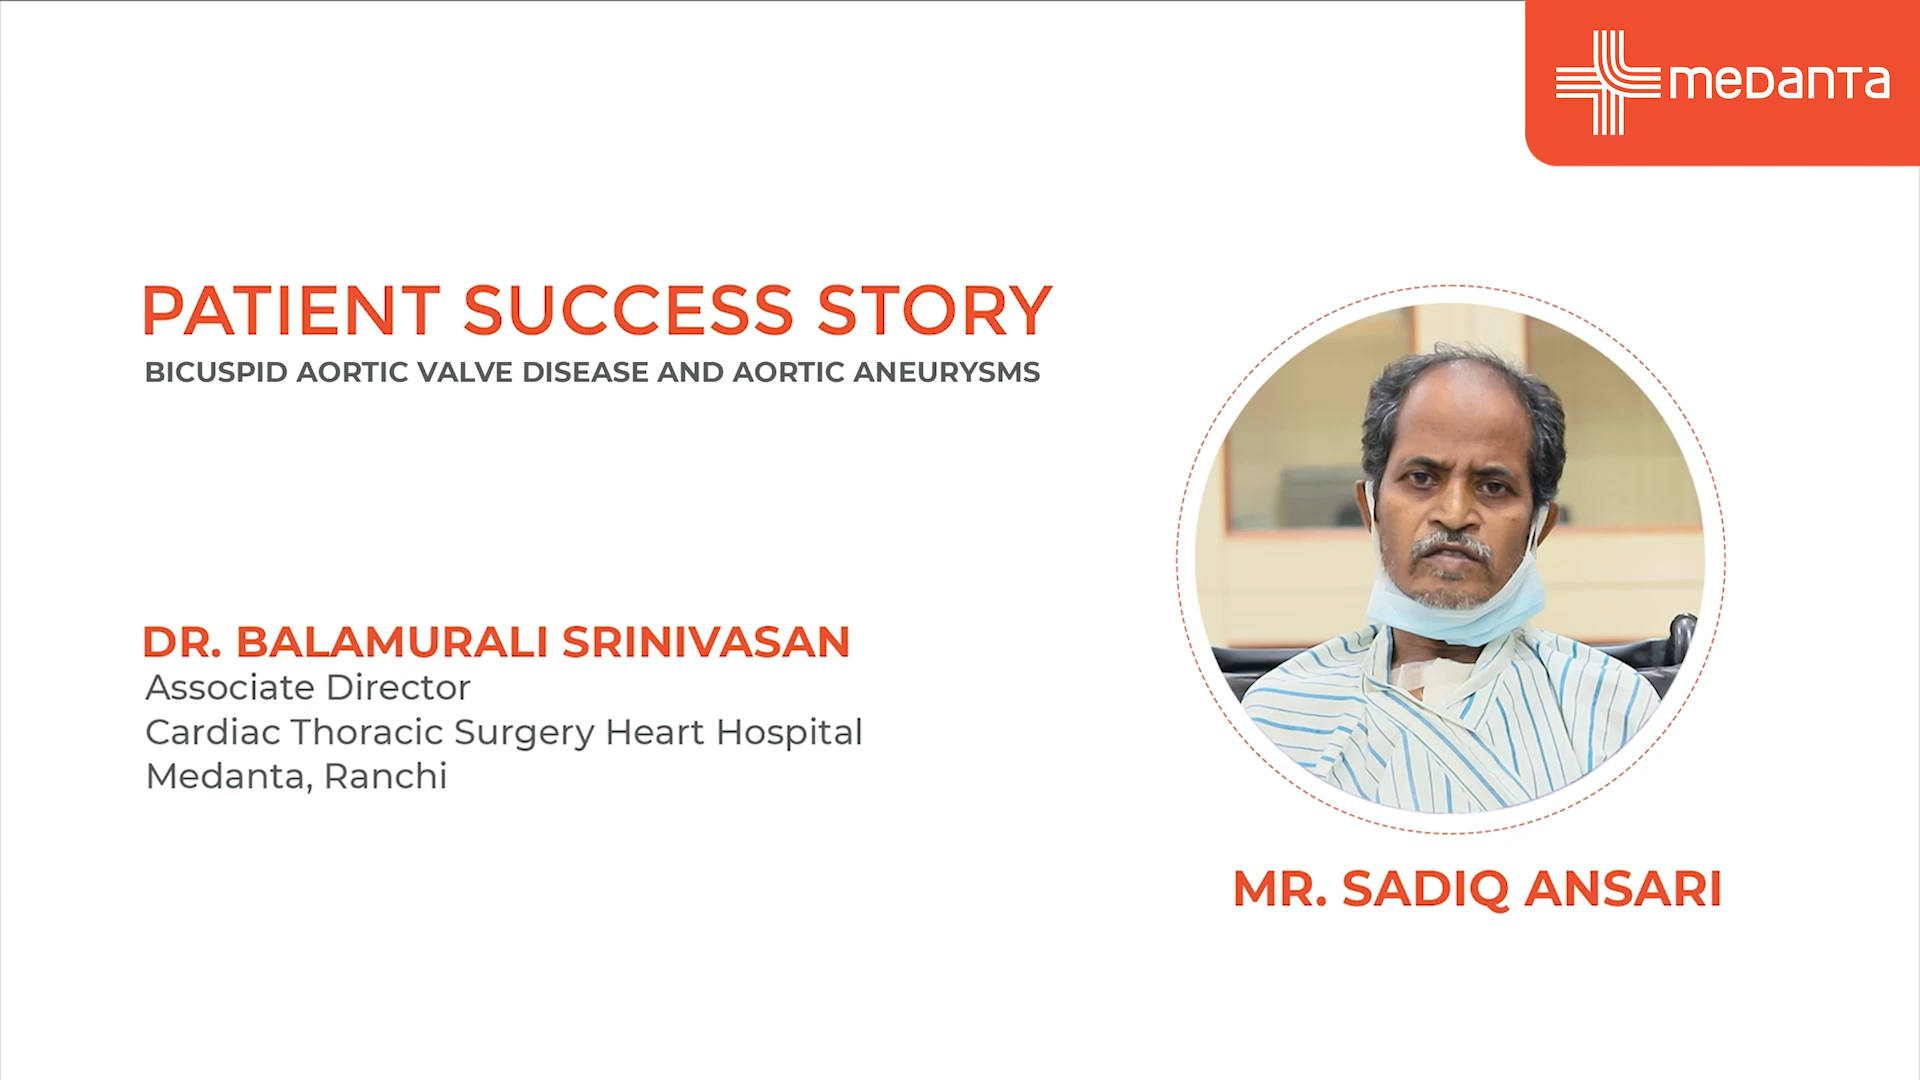 meDanTa
PATIENT SUCCESS STORY
BICUSPID AORTIC VALVE DISEASE AND AORTIC ANEURYSMS
DR. BALAMURALI SRINIVASAN
Associate Director
Cardiac Thoracic Surgery Heart Hospital
Medanta, Ranchi
MR. SADIQ ANSARI